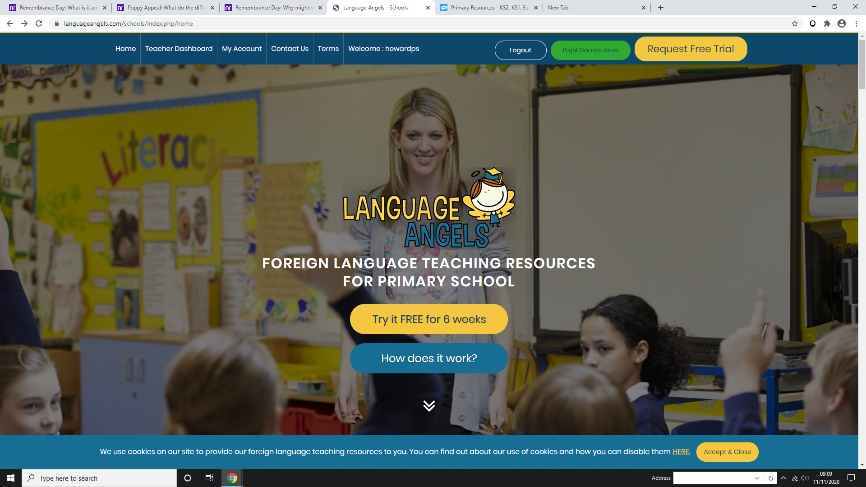 Remembrance Day: What is it an
Poppy Appeal: What do the diffe
Remembrance Day: Why might s
Language Angels - Schools
Primary Resources - KS2, KS1, Ea
New Tab
languageangels.com/schools/index.php/home
Home
Teacher Dashboard
My Account
Contact Us
Terms
Welcome : howardps
Logout
Pupil Games Area
Request Free Trial
Literacy
LANGUAGE
ANGELS
FOREIGN LANGUAGE TEACHING RESOURCES
FOR PRIMARY SCHOOL
Try it FREE for 6 weeks
How does it work?
We use cookies on our site to provide our foreign language teaching resources to you. You can find out about our use of cookies and how you can disable them HERE.
Accept & Close
Type here to search
Address
09:09
11/11/2020